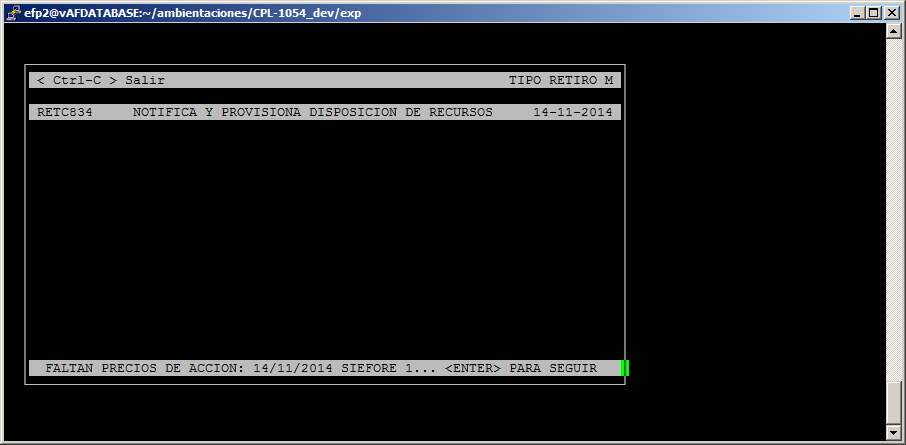 efp2@vAFDATABASE:~/ambientaciones/CPL-1054_dev/exp
< Ctrl-C > Salir TIPO RETIRO M
RETC834 NOTIFICA Y PROVISIONA DISPOSICION DE RECURSOS 14-11-2014
FALTAN PRECIOS DE ACCION: 14/11/2014 SIEFORE 1... <ENTER> PARA SEGUIR